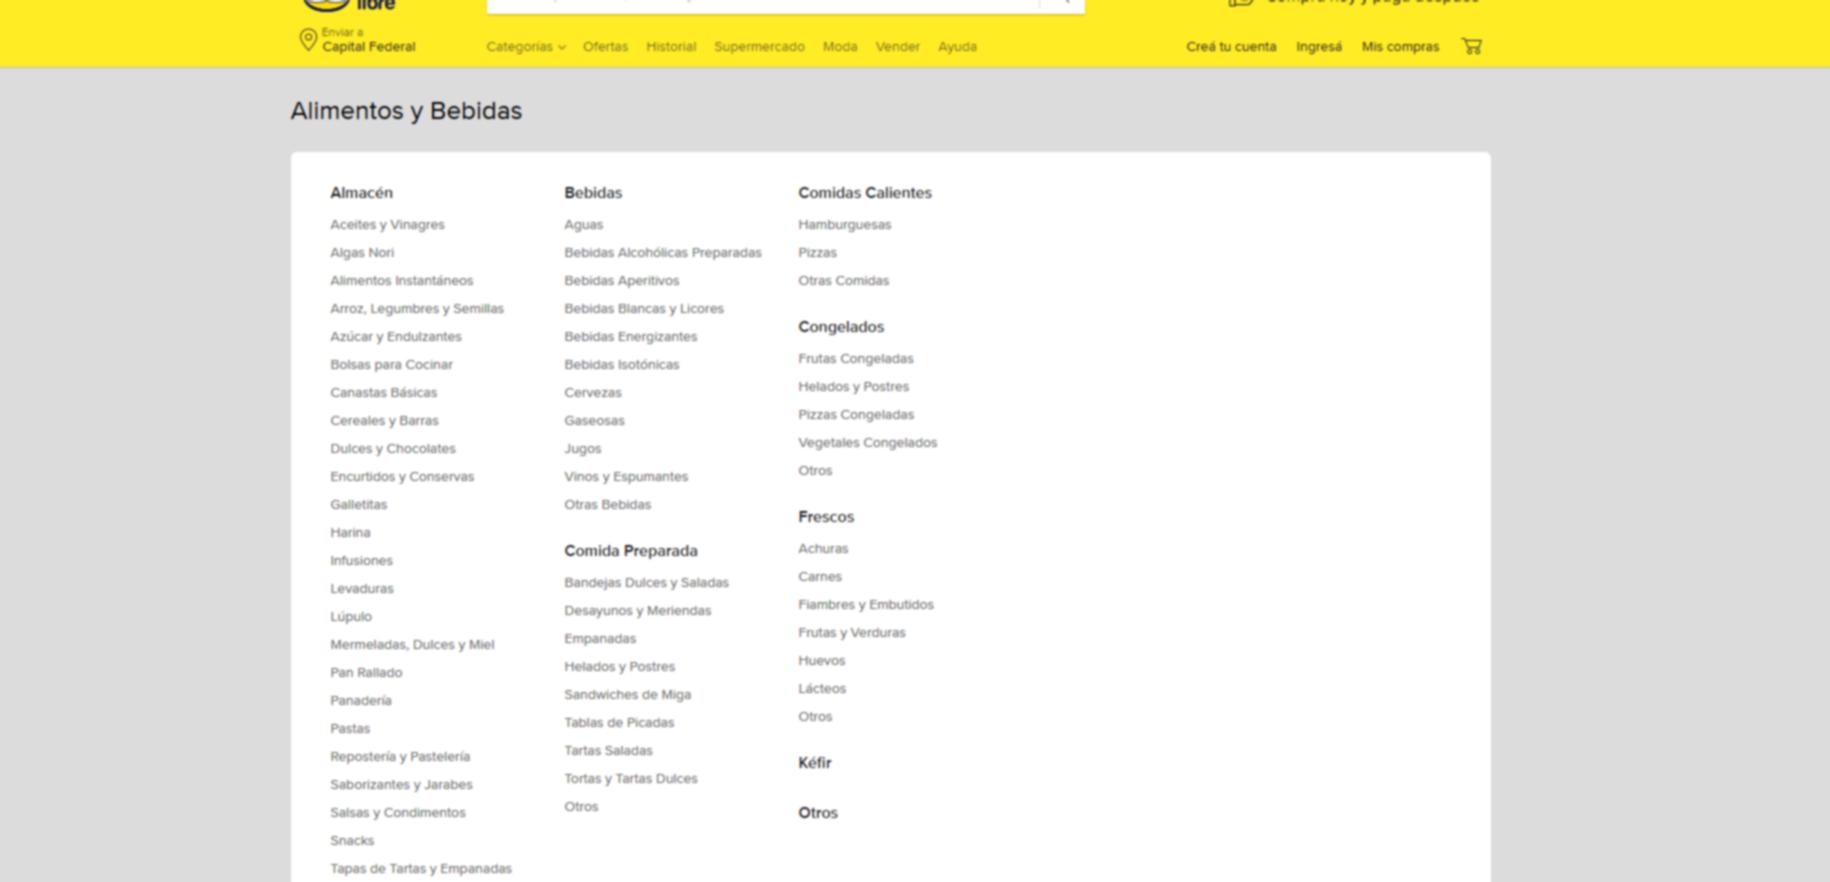 libre
Enviar a
Capital Federal
Categorías
Ofertas
Historial
Supermercado
Moda
Vender
Ayuda
Creá tu cuenta
Ingresá
Mis compras
Alimentos y Bebidas
Almacén
Aceites y Vinagres
Algas Nori
Alimentos Instantáneos
Arroz, Legumbres y Semillas
Azúcar y Endulzantes
Bolsas para Cocinar
Canastas Básicas
Cereales y Barras
Dulces y Chocolates
Encurtidos y Conservas
Galletitas
Harina
Infusiones
Levaduras
Lúpulo
Mermeladas, Dulces y Miel
Pan Rallado
Panadería
Pastas
Repostería y Pastelería
Saborizantes y Jarabes
Salsas y Condimentos
Snacks
Tapas de Tartas y Empanadas
Bebidas
Aguas
Bebidas Alcohólicas Preparadas
Bebidas Aperitivos
Bebidas Blancas y Licores
Bebidas Energizantes
Bebidas Isotónicas
Cervezas
Gaseosas
Jugos
Vinos y Espumantes
Otras Bebidas
Comida Preparada
Bandejas Dulces y Saladas
Desayunos y Meriendas
Empanadas
Helados y Postres
Sandwiches de Miga
Tablas de Picadas
Tartas Saladas
Tortas y Tartas Dulces
Otros
Comidas Calientes
Hamburguesas
Pizzas
Otras Comidas
Congelados
Frutas Congeladas
Helados y Postres
Pizzas Congeladas
Vegetales Congelados
Otros
Frescos
Achuras
Carnes
Fiambres y Embutidos
Frutas y Verduras
Huevos
Lácteos
Otros
Kéfir
Otros